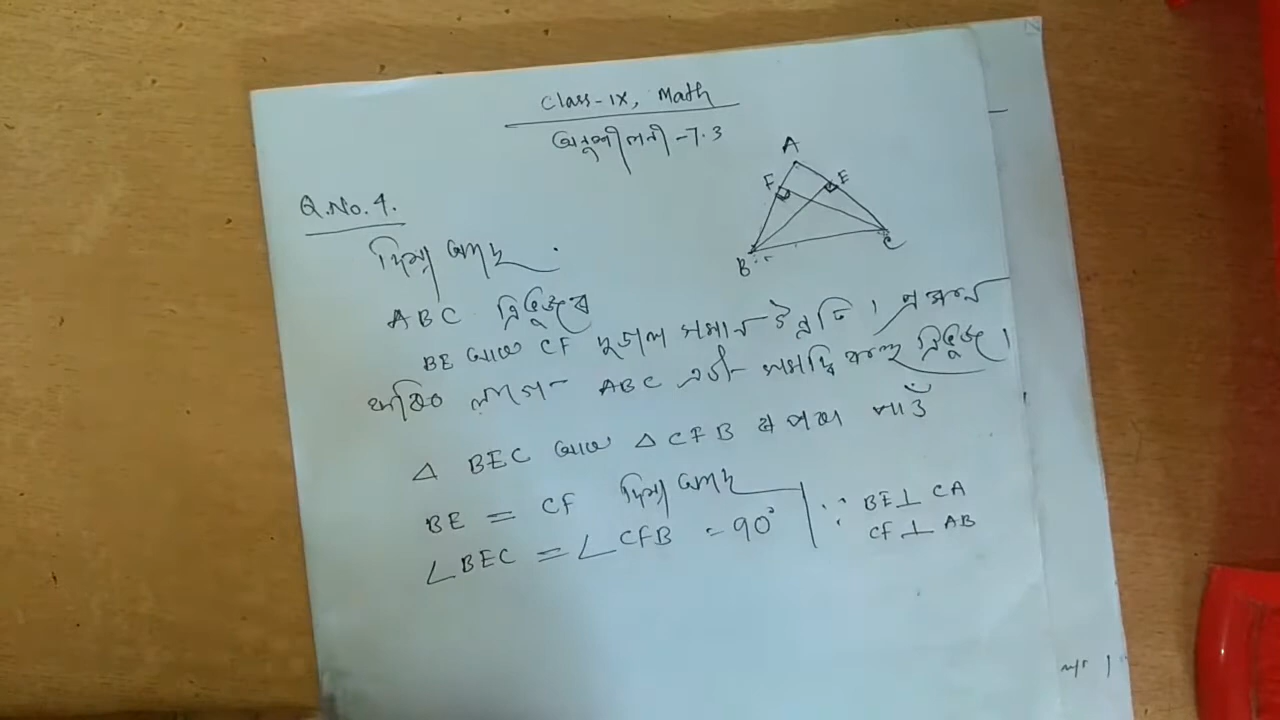 Class-IX, Math
অনুশীলনী-7.3
A
F
E
B
C
Q.No.4.
দিয়া আছে
ABC ত্ৰিভুজৰ
BE আৰু CF দুডাল সমান উন্নতি । প্ৰমাণ
কৰিব লাগে ABC এটা সমদ্বিবাহু ত্ৰিভুজ ।
△ BEC আৰু △ CFB ৰ পৰা পাওঁ
BE = CF দিয়া আছে
∠BEC = ∠CFB = 90°
∵ BE⊥ CA
CF ⊥ AB